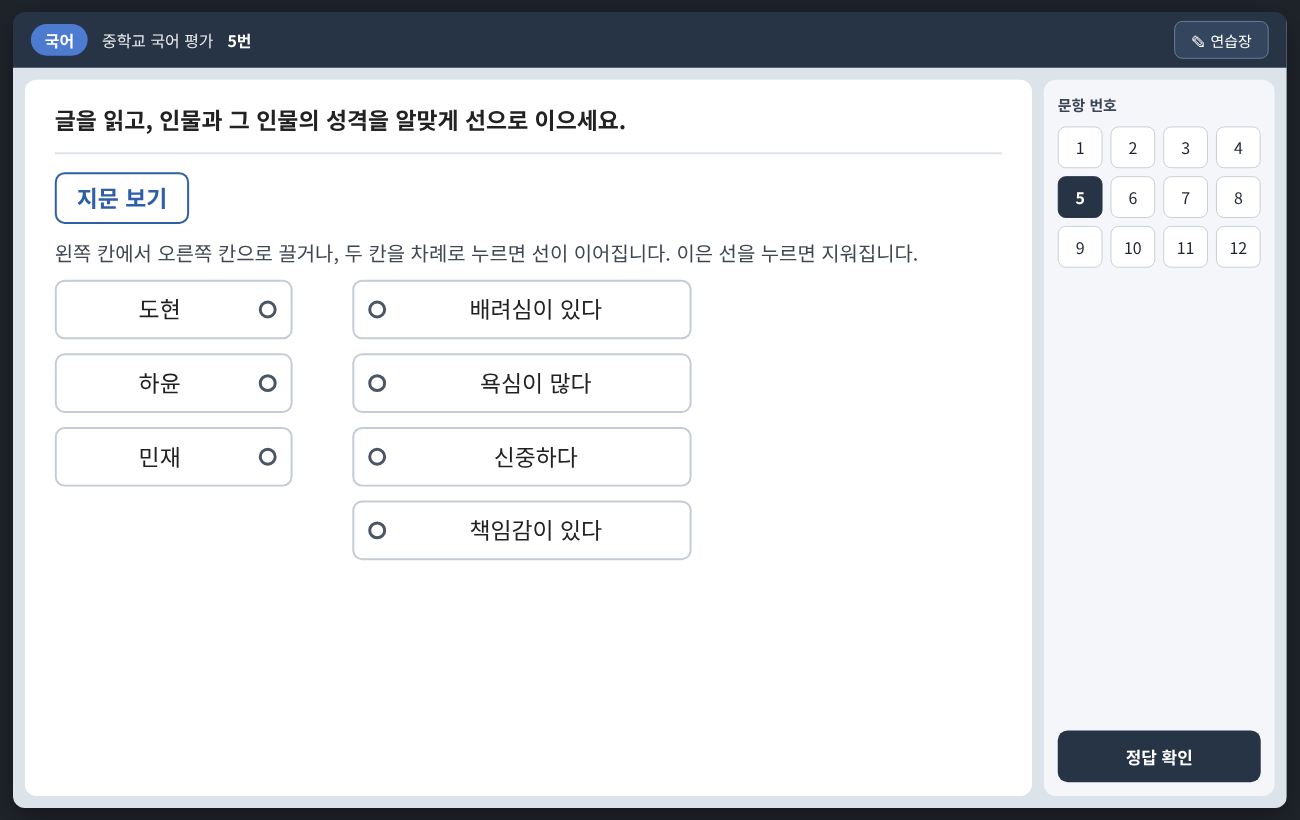 국어 중학교 국어 평가 5번
✎ 연습장
글을 읽고, 인물과 그 인물의 성격을 알맞게 선으로 이으세요.
지문 보기
왼쪽 칸에서 오른쪽 칸으로 끌거나, 두 칸을 차례로 누르면 선이 이어집니다. 이은 선을 누르면 지워집니다.
도현 배려심이 있다
하윤 욕심이 많다
민재 신중하다
책임감이 있다
문항 번호
1 2 3 4
5 6 7 8
9 10 11 12
정답 확인